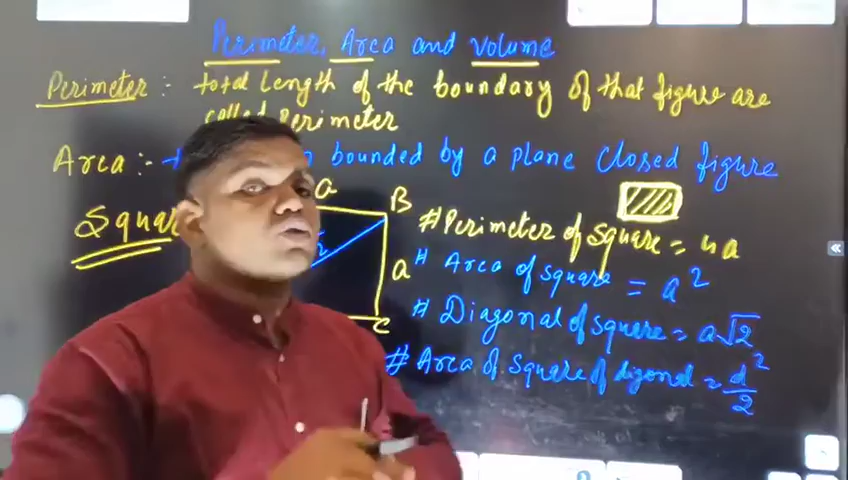 Perimeter, Area and volume
Perimeter :- total length of the boundary of that figure are
called Perimeter
Area :- bounded by a plane closed figure
Square
a
B
a
C
# Perimeter of square = 4a
# Area of square = a²
# Diagonal of square = a√2
# Area of square of digonal = d²/2